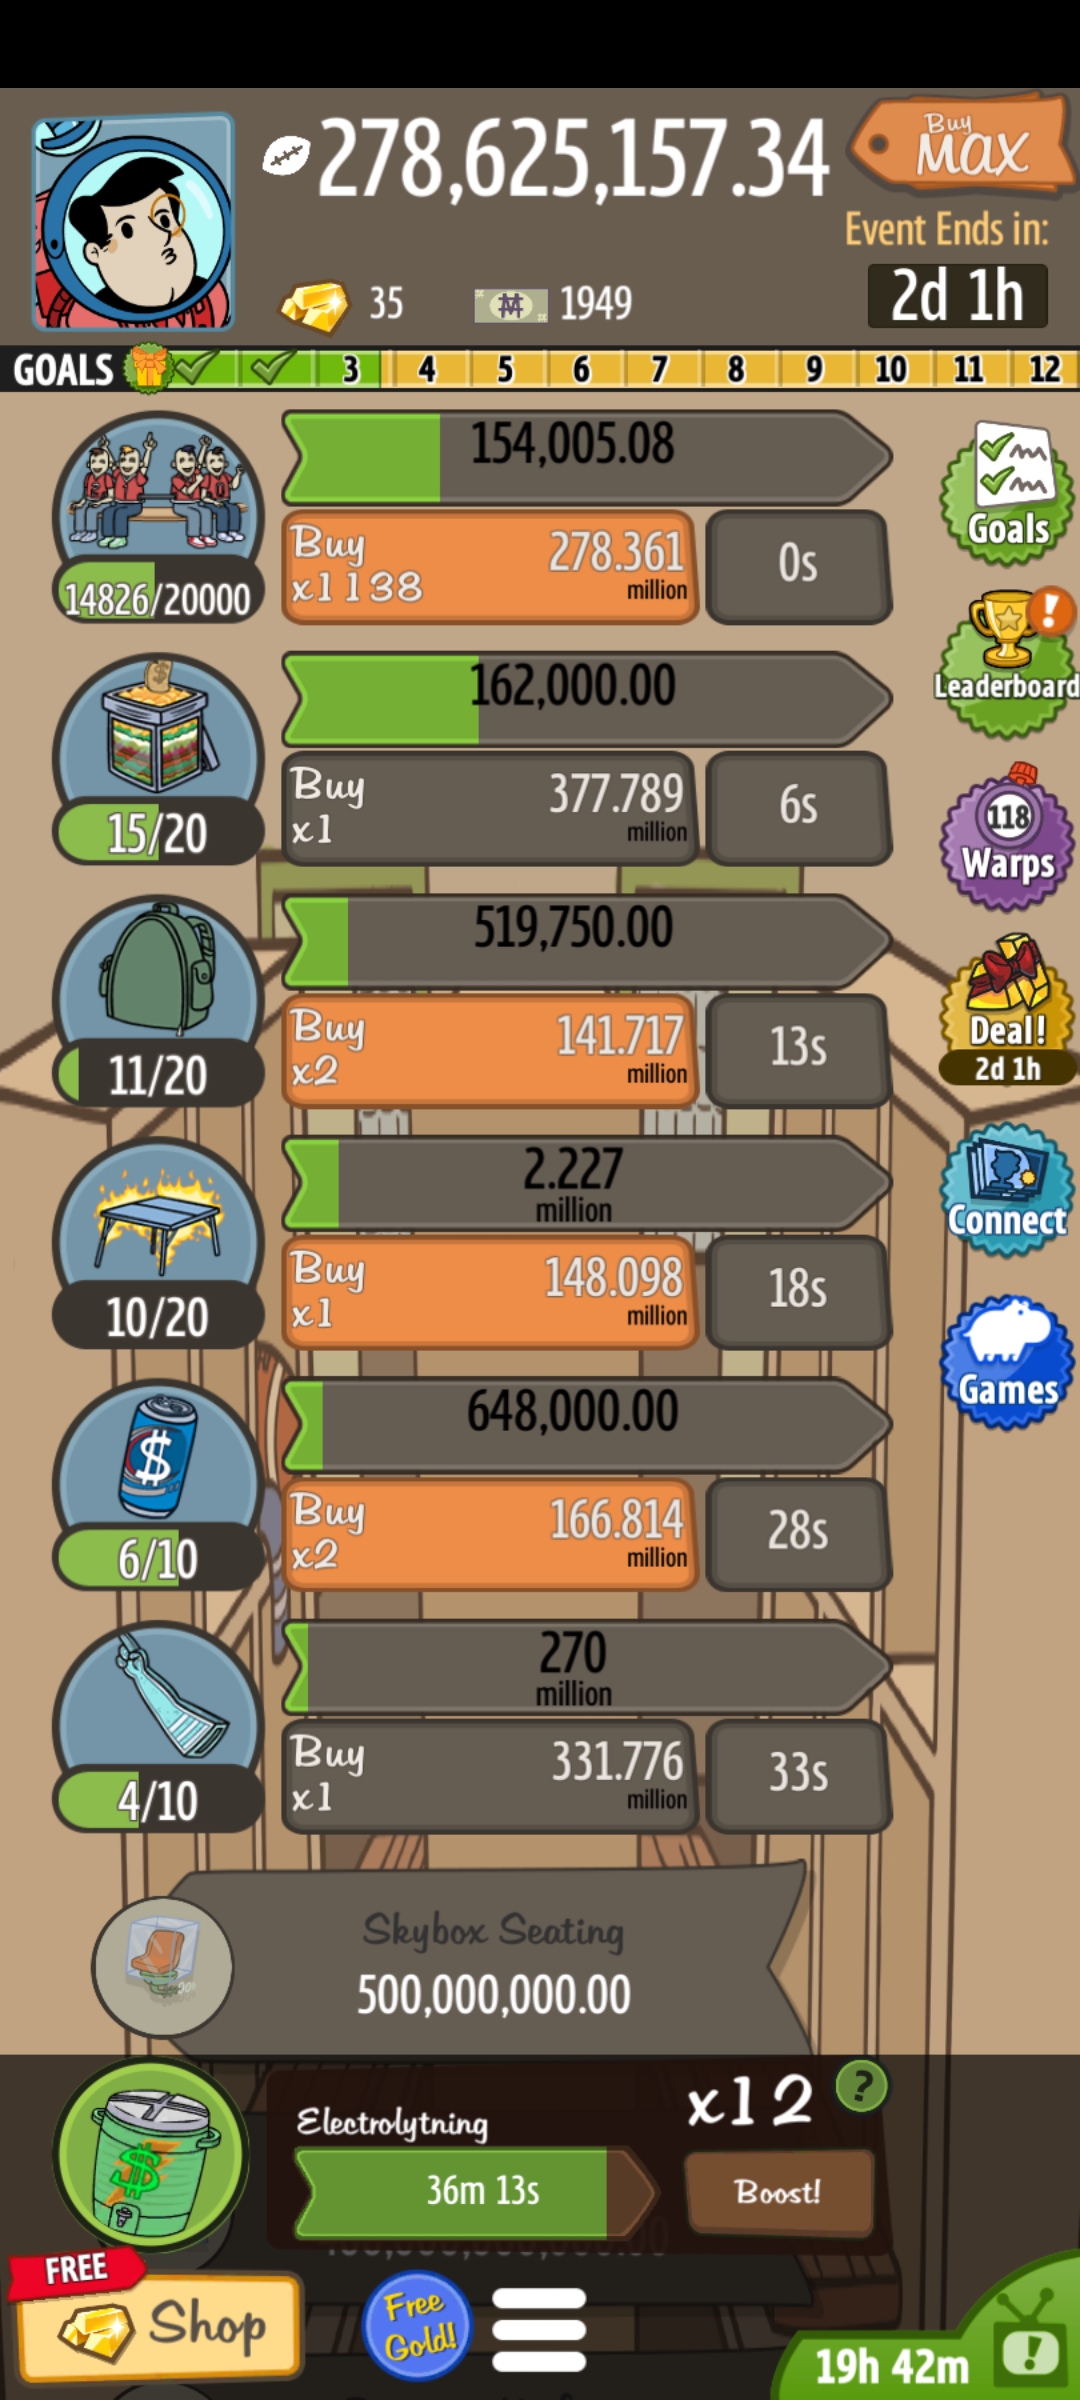 278,625,157.34
Buy
MAX
Event Ends in:
2d 1h
35
1949
GOALS 3 4 5 6 7 8 9 10 11 12
154,005.08
Buy
x1138
278.361
million
0s
14826/20000
Goals
162,000.00
Leaderboard
Buy
x1
377.789
million
6s
15/20
118
Warps
519,750.00
Buy
x2
141.717
million
13s
11/20
Deal!
2d 1h
2.227
million
Buy
x1
148.098
million
18s
10/20
Connect
648,000.00
Games
Buy
x2
166.814
million
28s
6/10
270
million
Buy
x1
331.776
million
33s
4/10
Skybox Seating
500,000,000.00
x12
?
Electrolytning
36m 13s
Boost!
FREE
Shop
Free
Gold!
19h 42m